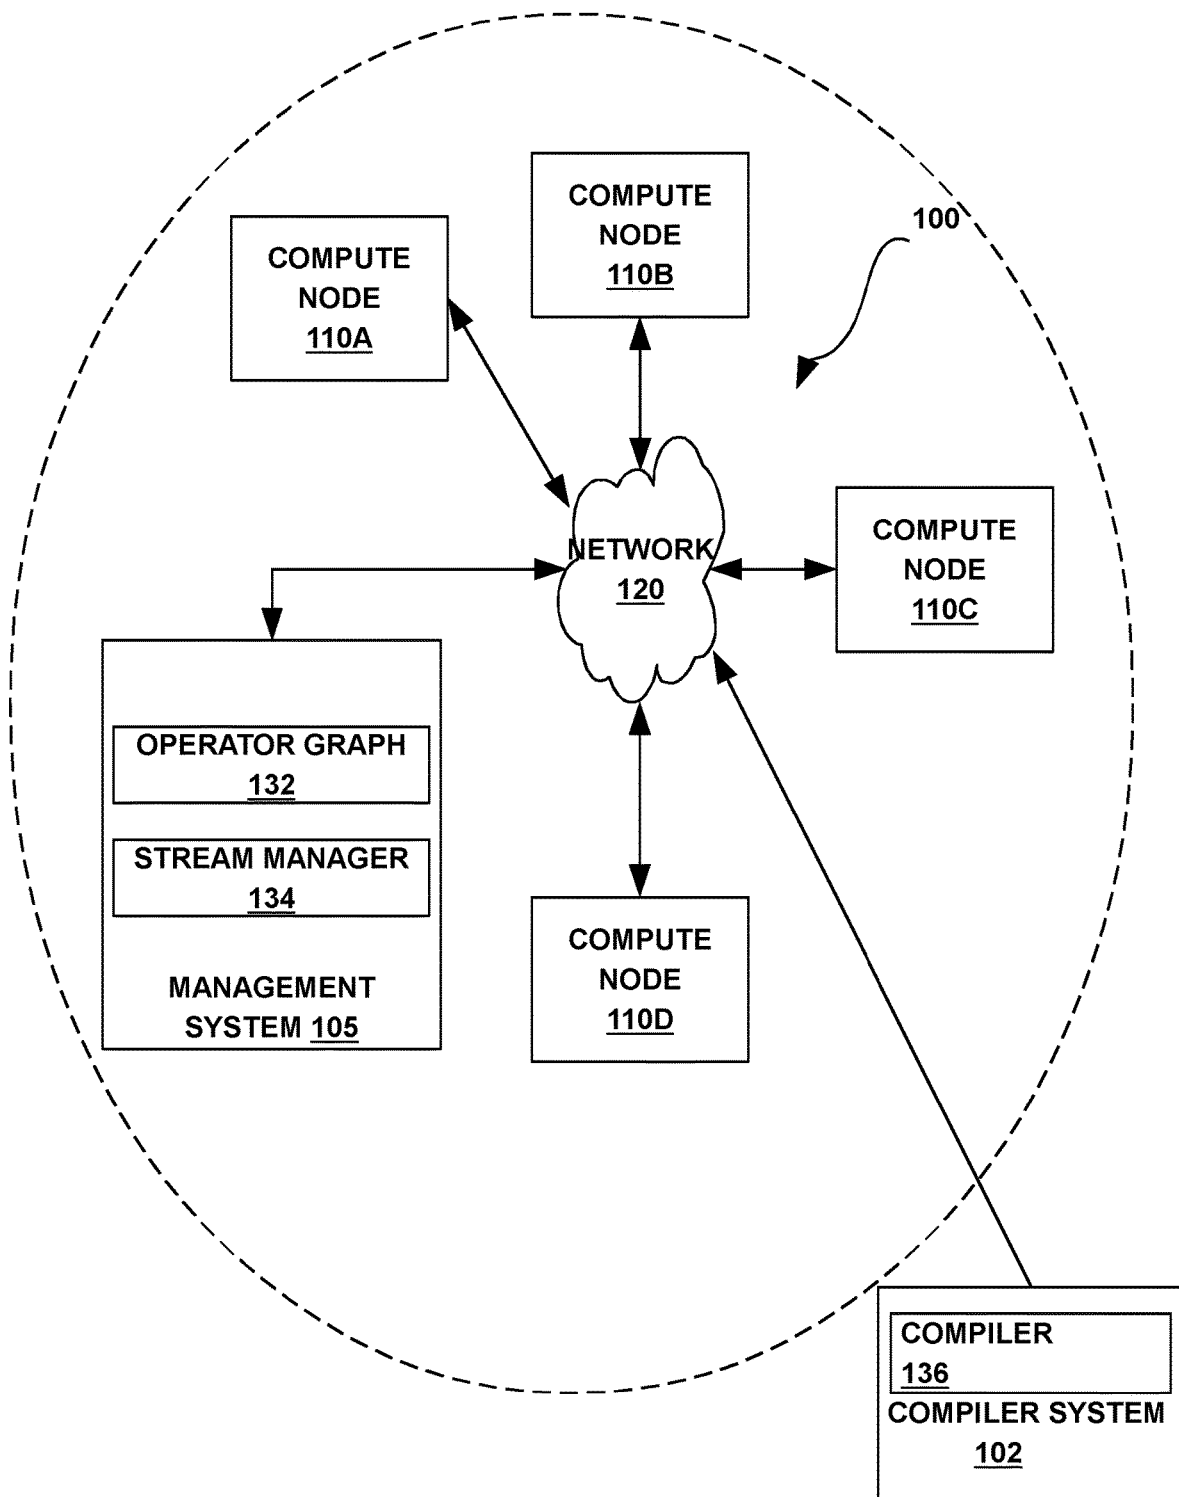 COMPUTE
NODE
110B
100
COMPUTE
NODE
110A
COMPUTE
NODE
110C
NETWORK
120
OPERATOR GRAPH
132
STREAM MANAGER
134
MANAGEMENT
SYSTEM 105
COMPUTE
NODE
110D
COMPILER
136
COMPILER SYSTEM
102